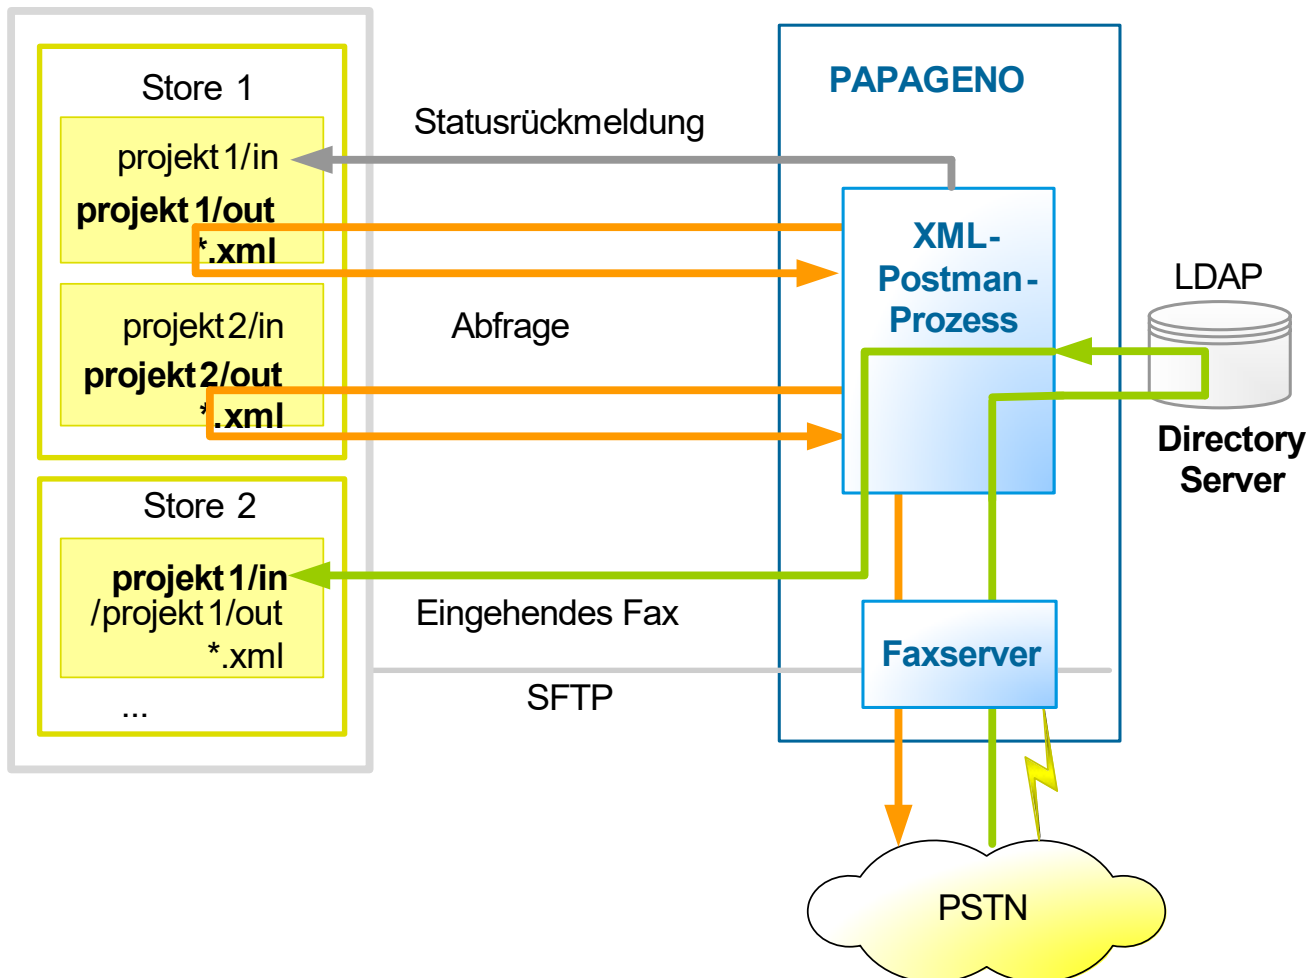 Store 1
projekt 1/in
projekt 1/out
*.xml
projekt 2/in
projekt 2/out
*.xml
Store 2
projekt 1/in
/projekt 1/out
*.xml
...
Statusrückmeldung
Abfrage
Eingehendes Fax
SFTP
PAPAGENO
XML-
Postman-
Prozess
Faxserver
LDAP
Directory
Server
PSTN